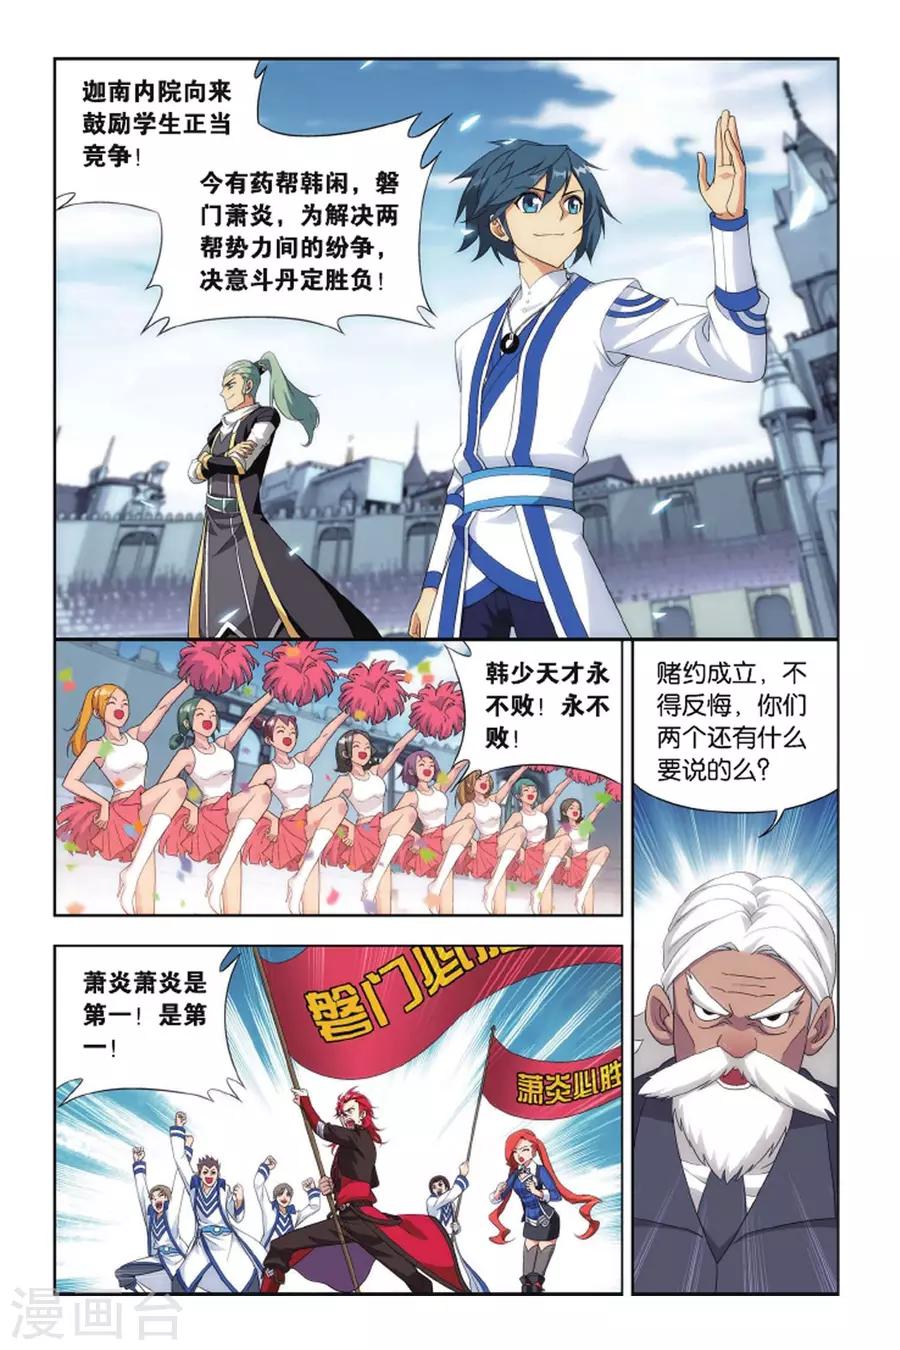 迦南内院向来
鼓励学生正当
竞争！
今有药帮韩闲，磐
门萧炎，为解决两
帮势力间的纷争，
决意斗丹定胜负！
韩少天才永
不败！永不
败！
赌约成立，不
得反悔，你们
两个还有什么
要说的么？
萧炎萧炎是
第一！是第
一！
磐门必胜
萧炎必胜
漫画台